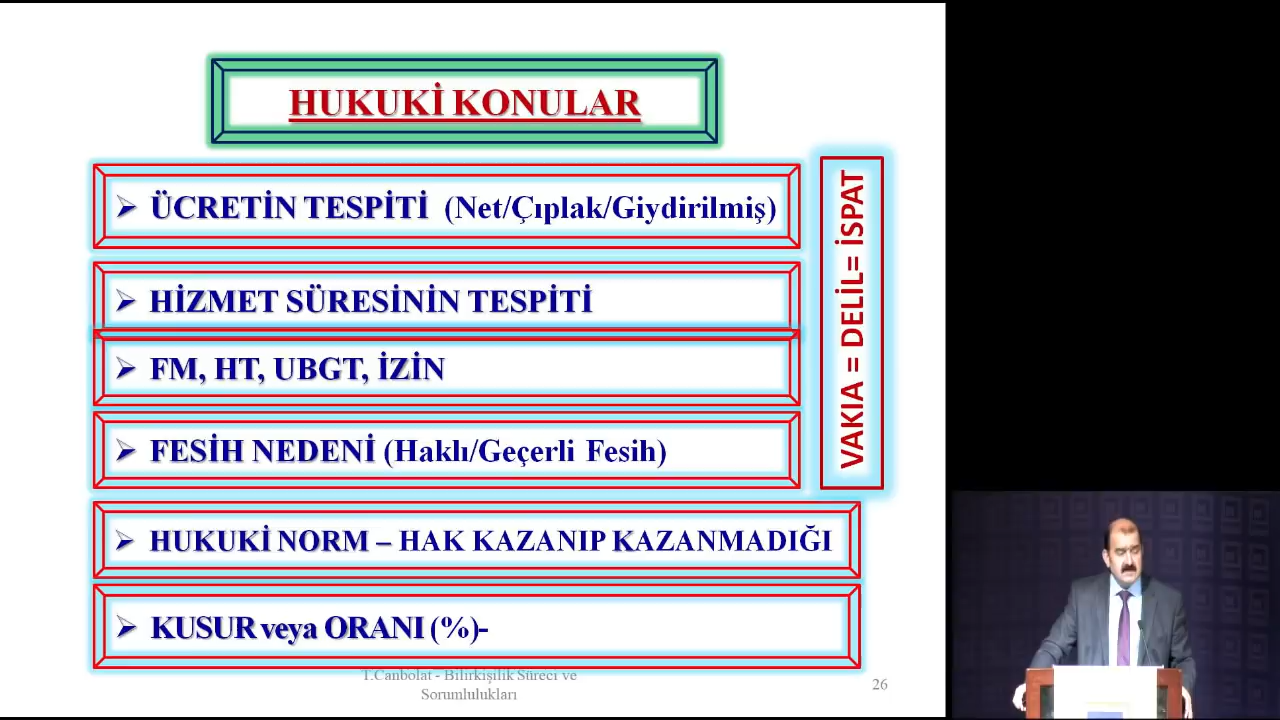 HUKUKİ KONULAR
ÜCRETİN TESPİTİ (Net/Çıplak/Giydirilmiş)
HİZMET SÜRESİNİN TESPİTİ
FM, HT, UBGT, İZİN
FESİH NEDENİ (Haklı/Geçerli Fesih)
HUKUKİ NORM – HAK KAZANIP KAZANMADIĞI
KUSUR veya ORANI (%)-
VAKIA = DELİL= İSPAT
T.Canbolat - Bilirkişilik Süreci ve
Sorumlulukları
26